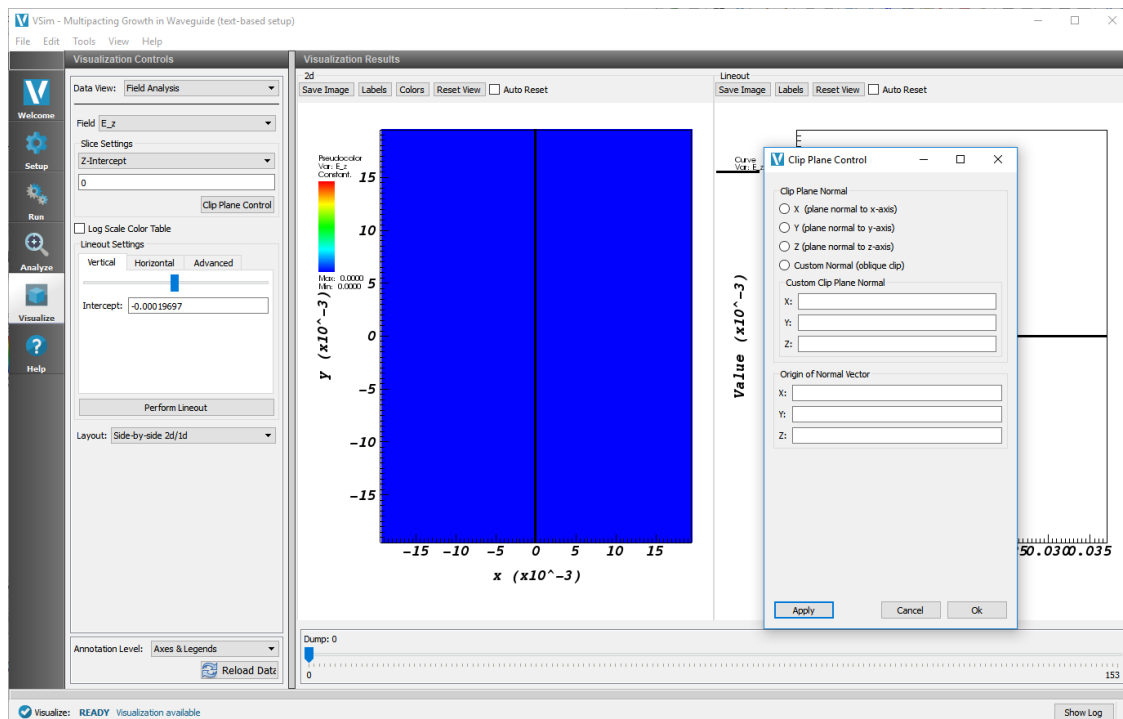 VSim - Multipacting Growth in Waveguide (text-based setup)
File Edit Tools View Help
Visualization Controls
Data View: Field Analysis
Field E_z
Slice Settings
Z-Intercept
0
Clip Plane Control
Log Scale Color Table
Lineout Settings
Vertical Horizontal Advanced
Intercept: -0.00019697
Perform Lineout
Layout: Side-by-side 2d/1d
Annotation Level: Axes & Legends
Reload Data
Welcome
Setup
Run
Analyze
Visualize
Help
Visualization Results
2d
Save Image Labels Colors Reset View Auto Reset
Pseudocolor
Var: E_z
Constant.
Max: 0.0000
Min: 0.0000
15
10
5
0
-5
-10
-15
y (x10^-3)
-15 -10 -5 0 5 10 15
x (x10^-3)
Lineout
Save Image Labels Reset View Auto Reset
Curve
Var: E_z
Value (x10^-3)
0.030 0.035
Clip Plane Control
Clip Plane Normal
X (plane normal to x-axis)
Y (plane normal to y-axis)
Z (plane normal to z-axis)
Custom Normal (oblique clip)
Custom Clip Plane Normal
X:
Y:
Z:
Origin of Normal Vector
X:
Y:
Z:
Apply Cancel Ok
Dump: 0
0 153
Visualize: READY Visualization available
Show Log